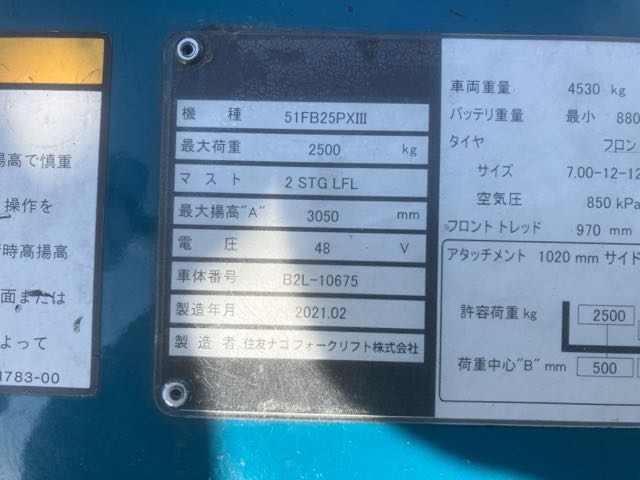 揚高で慎重
操作を
荷時高揚高
面または
よって
1783-00
機 種 51FB25PXⅢ
最大荷重 2500 kg
マスト 2 STG LFL
最大揚高"A" 3050 mm
電 圧 48 V
車体番号 B2L-10675
製造年月 2021.02
製造者 住友ナコフォークリフト株式会社
車両重量 4530 kg
バッテリ重量 最小 880
タイヤ フロン
サイズ 7.00-12-12
空気圧 850 kPa
フロントトレッド 970 mm
アタッチメント 1020 mm サイド
許容荷重 kg 2500
荷重中心"B" mm 500